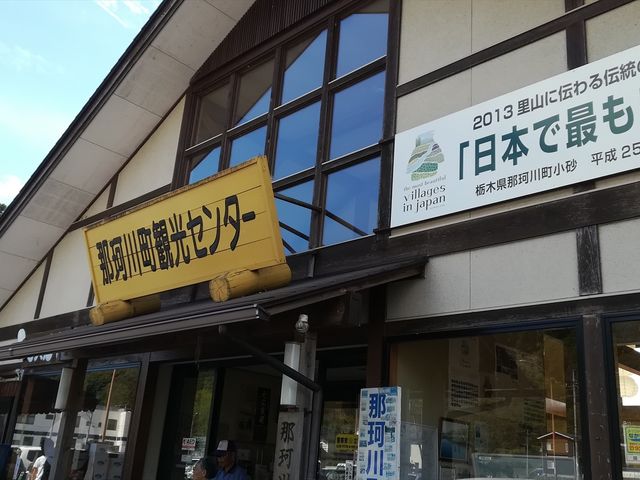 那珂川町観光センター
2013 里山に伝わる伝統の
「日本で最も
栃木県那珂川町小砂 平成 25
the most beautiful
villages
in japan
那珂川
那珂川